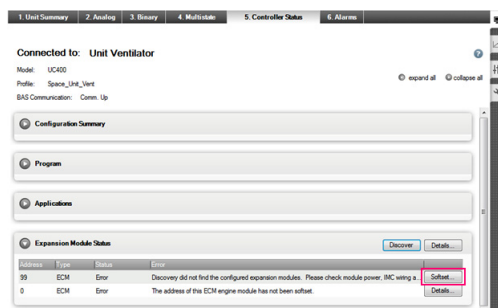 1. Unit Summary 2. Analog 3. Binary 4. Multistate 5. Controller Status 6. Alarms
Connected to: Unit Ventilator
Model: UC400
Profile: Space_Unit_Vent
expand all collapse all
BAS Communication: Comm. Up
Configuration Summary
Program
Applications
Expansion Module Status Discover Details...
Address Type Status Error
99 ECM Error Discovery did not find the configured expansion modules. Please check module power, IMC wiring a... Softset...
0 ECM Error The address of this ECM engine module has not been softset. Details...